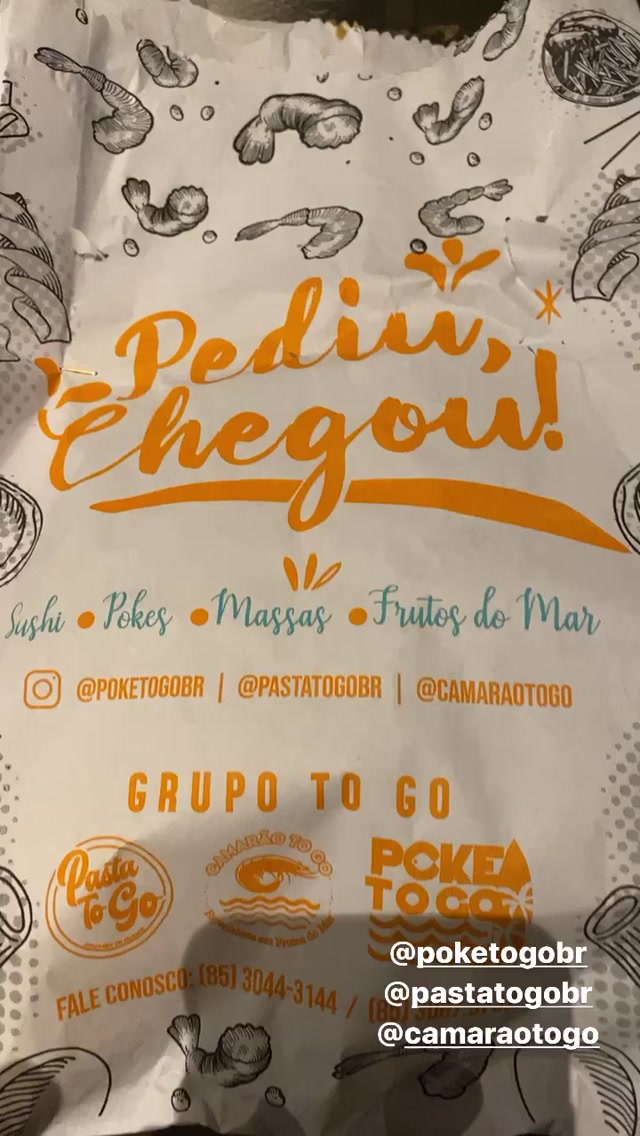 Pediu,
Chegou!
Sushi • Pokes • Massas • Frutos do Mar
@POKETOGOBR | @PASTATOGOBR | @CAMARAOTOGO
GRUPO TO GO
Pasta
To Go
CAMARÃO TO GO
POKE
TO GO
FALE CONOSCO: (85) 3044-3144 / (85)
@poketogobr
@pastatogobr
@camaraotogo